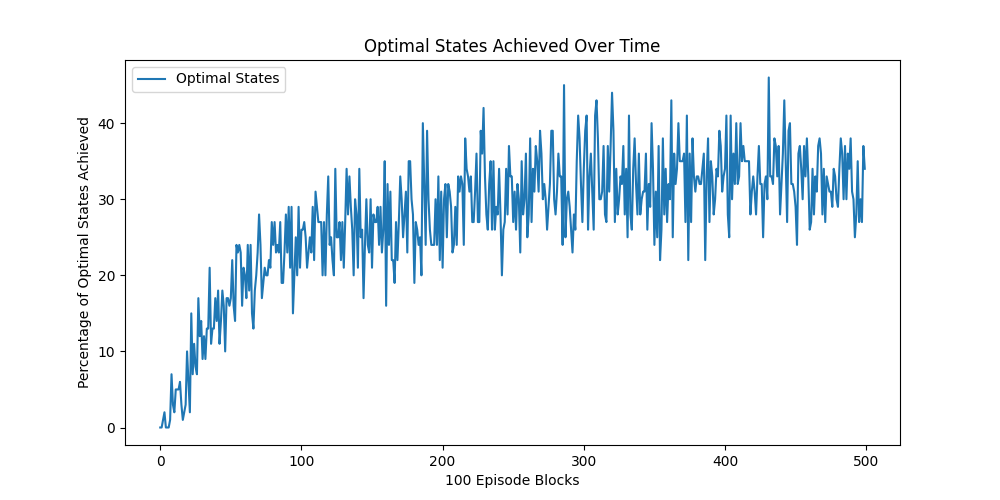 Optimal States Achieved Over Time
Optimal States
Percentage of Optimal States Achieved
40
30
20
10
0
0 100 200 300 400 500
100 Episode Blocks